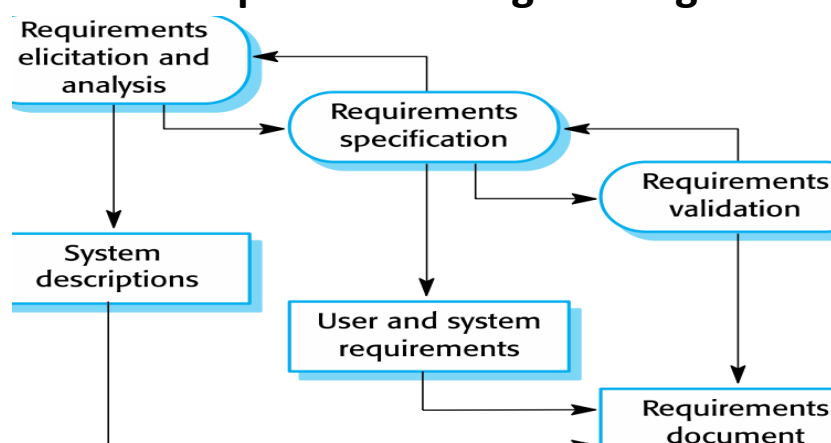 Requirements
elicitation and
analysis
Requirements
specification
Requirements
validation
System
descriptions
User and system
requirements
Requirements
document